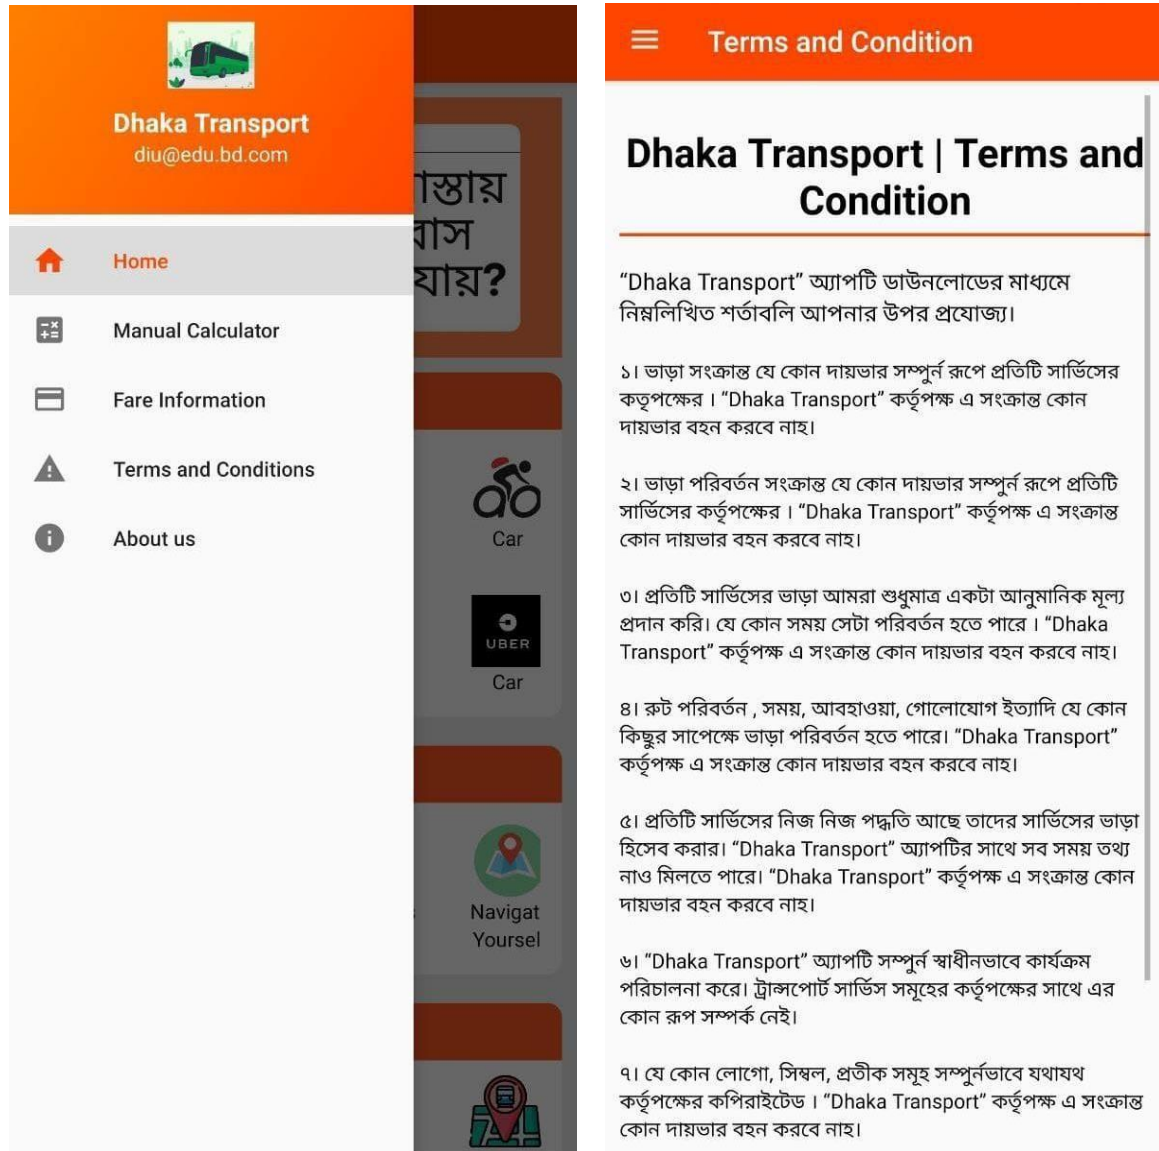 Dhaka Transport
diu@edu.bd.com
Home
Manual Calculator
Fare Information
Terms and Conditions
About us
াস্তায়
বাস
যায়?
Car
UBER
Car
Navigat
Yoursel
Terms and Condition
Dhaka Transport | Terms and
Condition
“Dhaka Transport” অ্যাপটি ডাউনলোডের মাধ্যমে
নিম্নলিখিত শর্তাবলি আপনার উপর প্রযোজ্য।
১। ভাড়া সংক্রান্ত যে কোন দায়ভার সম্পুর্ন রূপে প্রতিটি সার্ভিসের
কতৃপক্ষের । “Dhaka Transport” কর্তৃপক্ষ এ সংক্রান্ত কোন
দায়ভার বহন করবে নাহ।
২। ভাড়া পরিবর্তন সংক্রান্ত যে কোন দায়ভার সম্পুর্ন রূপে প্রতিটি
সার্ভিসের কর্তৃপক্ষের । “Dhaka Transport” কর্তৃপক্ষ এ সংক্রান্ত
কোন দায়ভার বহন করবে নাহ।
৩। প্রতিটি সার্ভিসের ভাড়া আমরা শুধুমাত্র একটা আনুমানিক মূল্য
প্রদান করি। যে কোন সময় সেটা পরিবর্তন হতে পারে । “Dhaka
Transport” কর্তৃপক্ষ এ সংক্রান্ত কোন দায়ভার বহন করবে নাহ।
৪। রুট পরিবর্তন , সময়, আবহাওয়া, গোলোযোগ ইত্যাদি যে কোন
কিছুর সাপেক্ষে ভাড়া পরিবর্তন হতে পারে। “Dhaka Transport”
কর্তৃপক্ষ এ সংক্রান্ত কোন দায়ভার বহন করবে নাহ।
৫। প্রতিটি সার্ভিসের নিজ নিজ পদ্ধতি আছে তাদের সার্ভিসের ভাড়া
হিসেব করার। “Dhaka Transport” অ্যাপটির সাথে সব সময় তথ্য
নাও মিলতে পারে। “Dhaka Transport” কর্তৃপক্ষ এ সংক্রান্ত কোন
দায়ভার বহন করবে নাহ।
৬। “Dhaka Transport” অ্যাপটি সম্পুর্ন স্বাধীনভাবে কার্যক্রম
পরিচালনা করে। ট্রান্সপোর্ট সার্ভিস সমূহের কর্তৃপক্ষের সাথে এর
কোন রূপ সম্পর্ক নেই।
৭। যে কোন লোগো, সিম্বল, প্রতীক সমূহ সম্পুর্নভাবে যথাযথ
কর্তৃপক্ষের কপিরাইটেড । “Dhaka Transport” কর্তৃপক্ষ এ সংক্রান্ত
কোন দায়ভার বহন করবে নাহ।